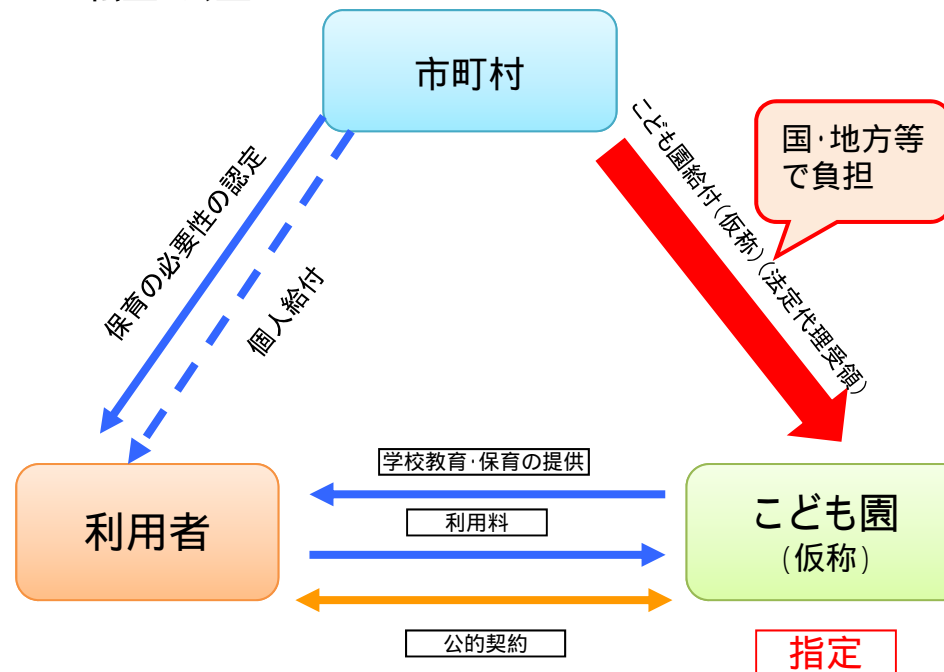 市町村
国・地方等
で負担
こども園給付(仮称)(法定代理受領)
保育の必要性の認定
個人給付
学校教育・保育の提供
利用料
利用者
こども園
(仮称)
公的契約
指定